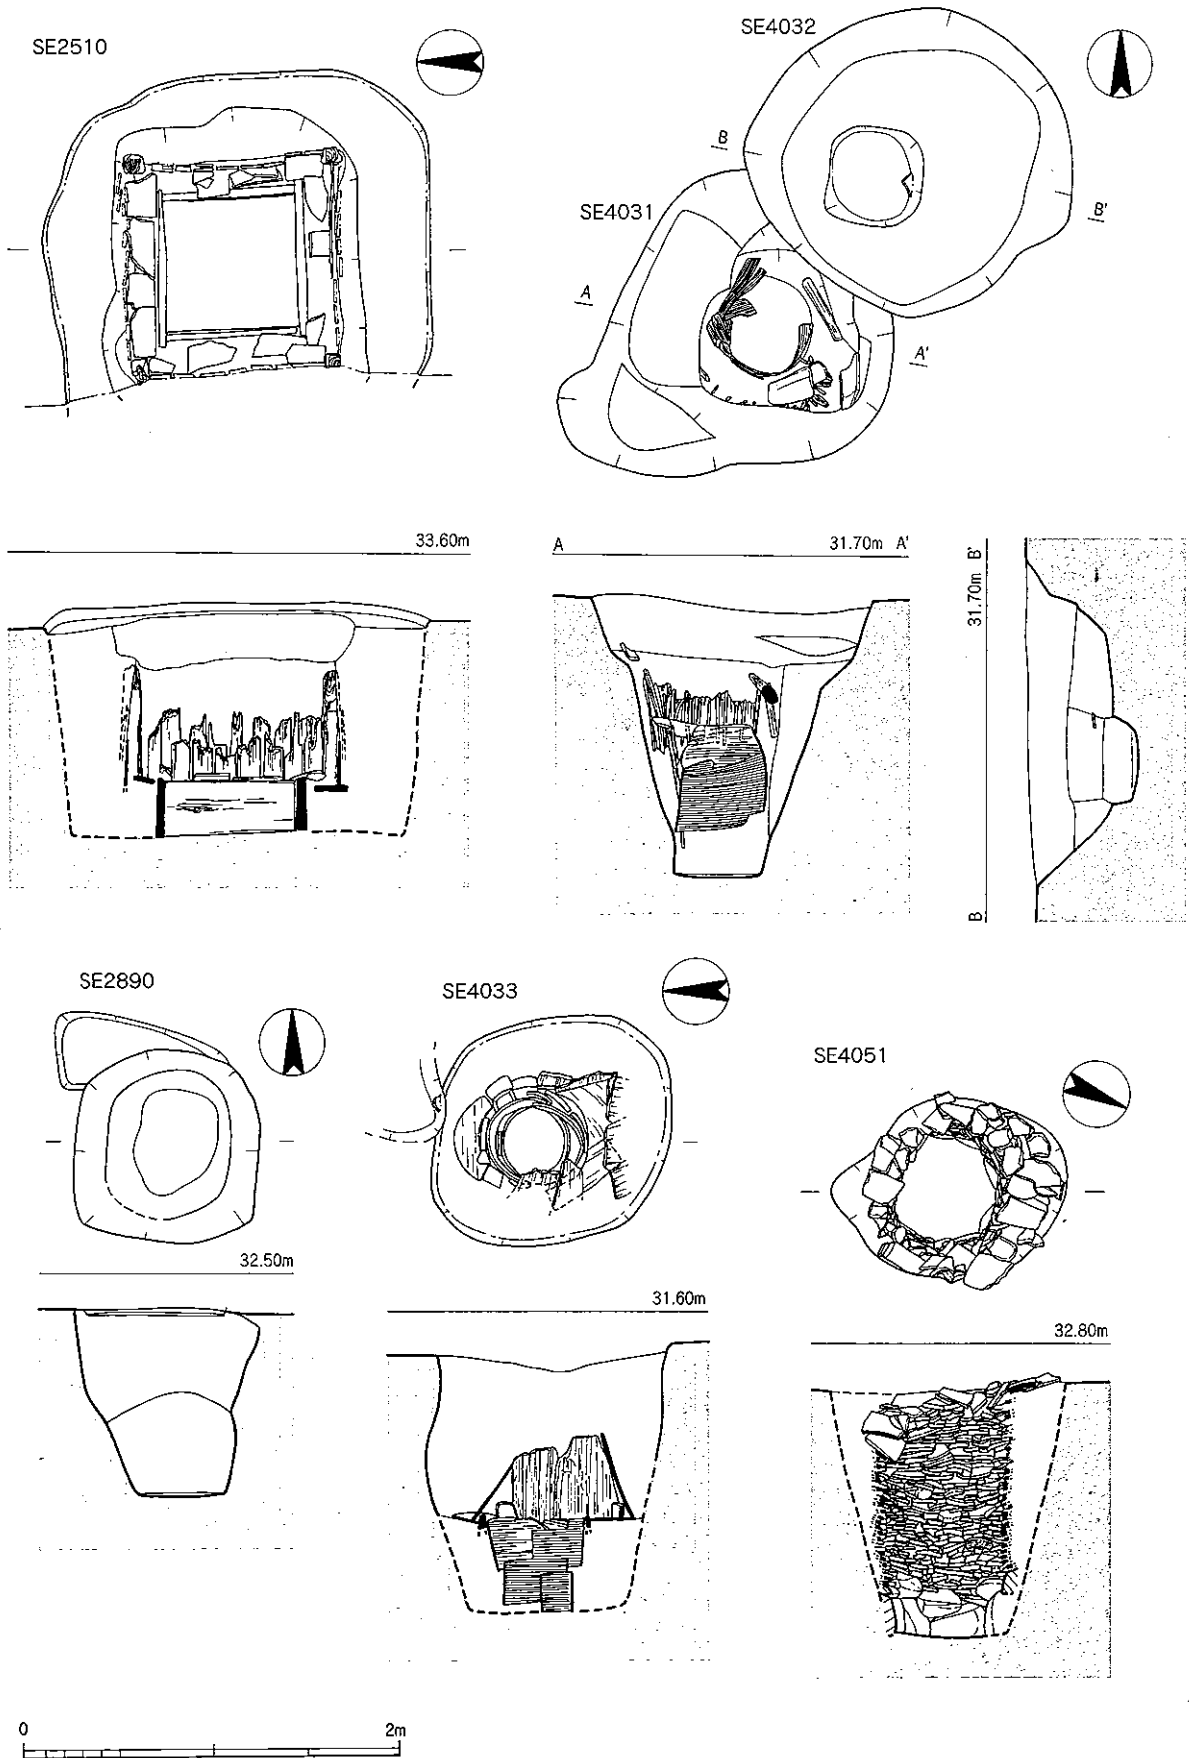 SE2510
SE4032
B
B'
SE4031
A
A'
33.60m
A 31.70m A'
B 31.70m B'
SE2890
SE4033
SE4051
32.50m
31.60m
32.80m
0 2m